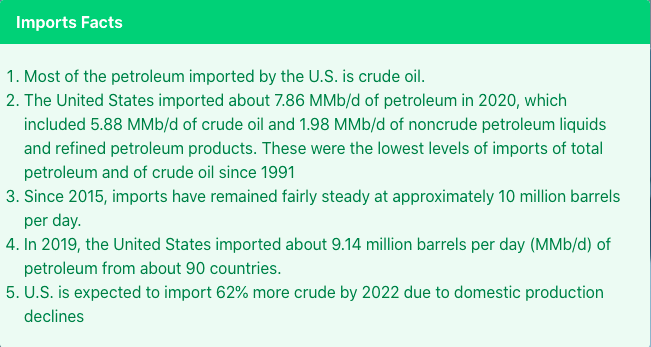 Imports Facts
1. Most of the petroleum imported by the U.S. is crude oil.
2. The United States imported about 7.86 MMb/d of petroleum in 2020, which
included 5.88 MMb/d of crude oil and 1.98 MMb/d of noncrude petroleum liquids
and refined petroleum products. These were the lowest levels of imports of total
petroleum and of crude oil since 1991
3. Since 2015, imports have remained fairly steady at approximately 10 million barrels
per day.
4. In 2019, the United States imported about 9.14 million barrels per day (MMb/d) of
petroleum from about 90 countries.
5. U.S. is expected to import 62% more crude by 2022 due to domestic production
declines